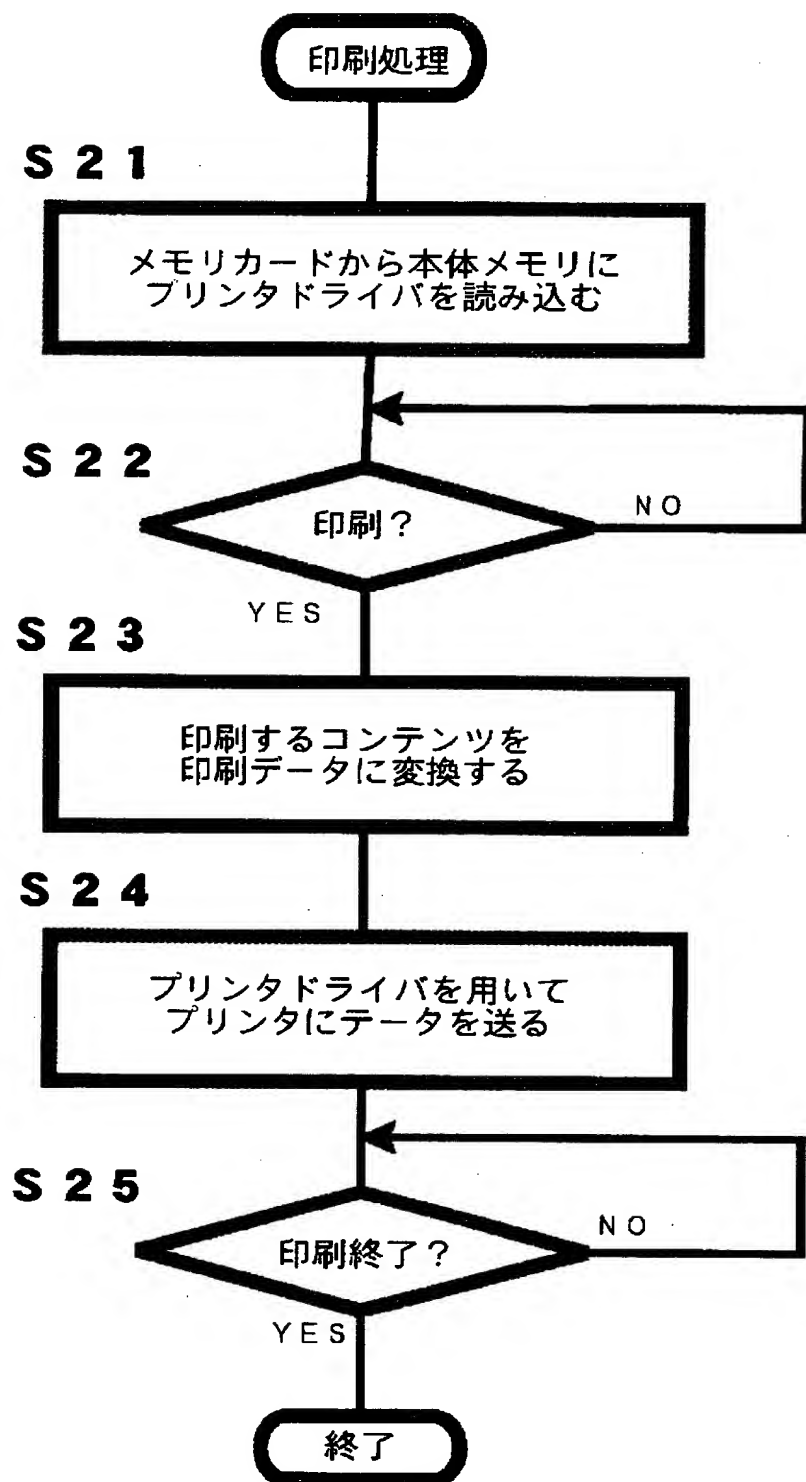 印刷処理
S21
メモリカードから本体メモリに
プリンタドライバを読み込む
S22
印刷？
NO
YES
S23
印刷するコンテンツを
印刷データに変換する
S24
プリンタドライバを用いて
プリンタにデータを送る
S25
印刷終了？
NO
YES
終了